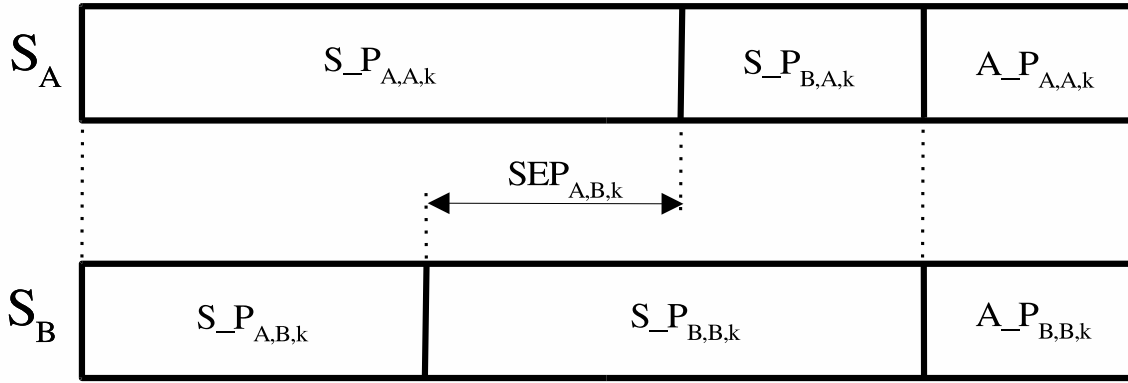 S_A S_P_A,A,k S_P_B,A,k A_P_A,A,k
SEP_A,B,k
S_B S_P_A,B,k S_P_B,B,k A_P_B,B,k